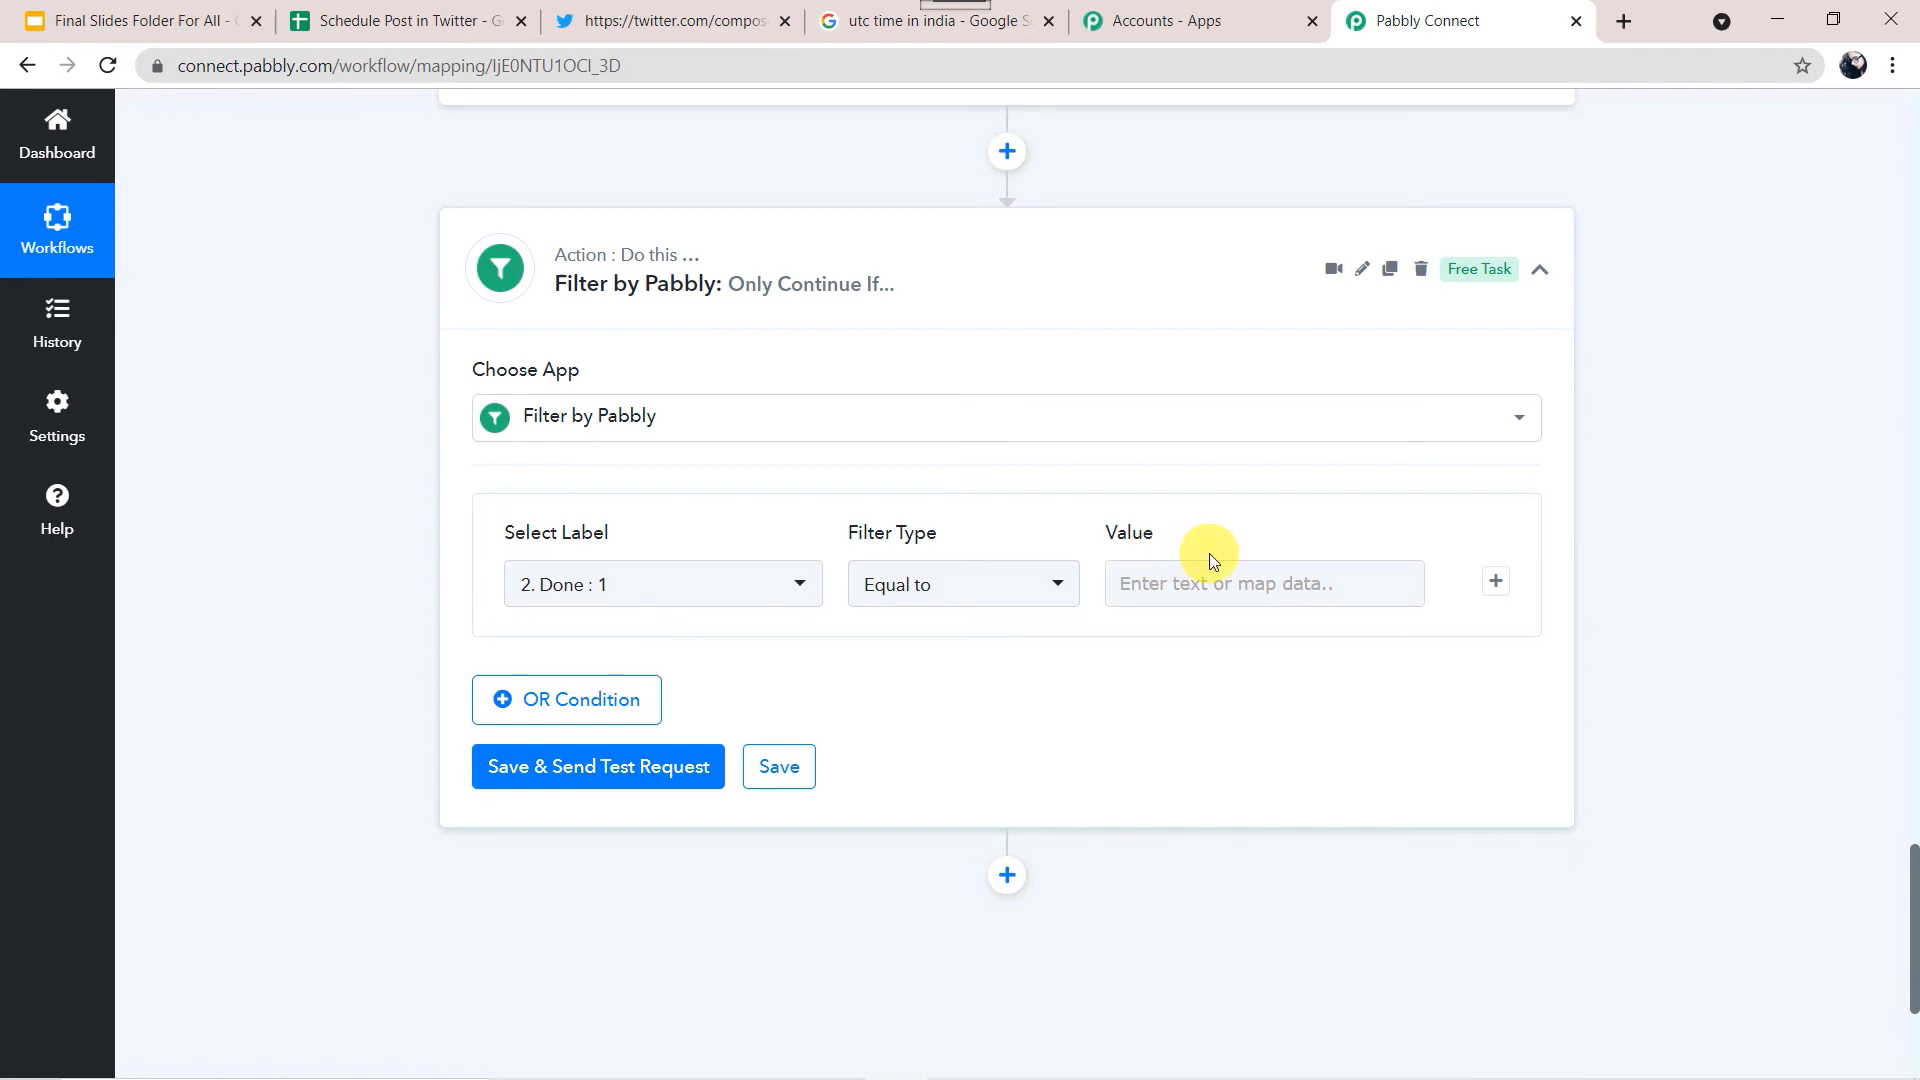 Final Slides Folder For All -
Schedule Post in Twitter - G
https://twitter.com/compos
utc time in india - Google S
Accounts - Apps
Pabbly Connect
connect.pabbly.com/workflow/mapping/IjE0NTU1OCI_3D
Dashboard
Workflows
History
Settings
Help
Action : Do this ...
Filter by Pabbly: Only Continue If...
Free Task
Choose App
Filter by Pabbly
Select Label
Filter Type
Value
2. Done : 1
Equal to
Enter text or map data..
OR Condition
Save & Send Test Request
Save